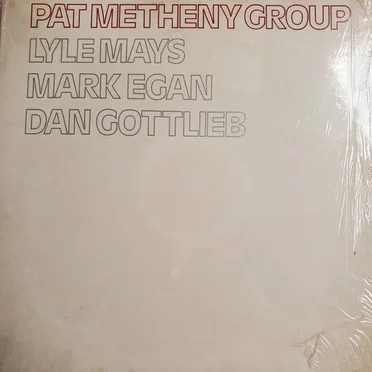 PAT METHENY GROUP
LYLE MAYS
MARK EGAN
DAN GOTTLIEB